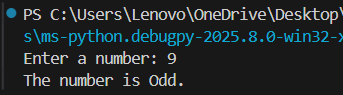 PS C:\Users\Lenovo\OneDrive\Desktop\
s\ms-python.debugpy-2025.8.0-win32-x
Enter a number: 9
The number is Odd.